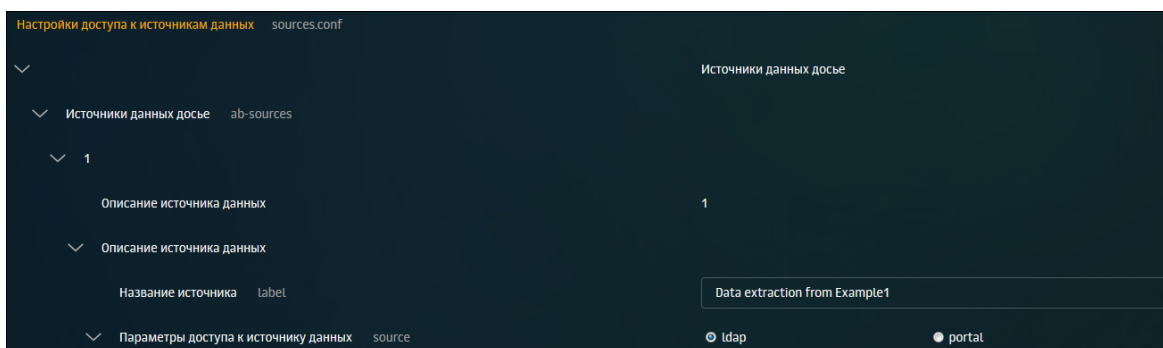 Настройки доступа к источникам данных sources.conf
Источники данных досье
Источники данных досье ab-sources
1
Описание источника данных 1
Описание источника данных
Название источника label Data extraction from Example1
Параметры доступа к источнику данных source ldap portal